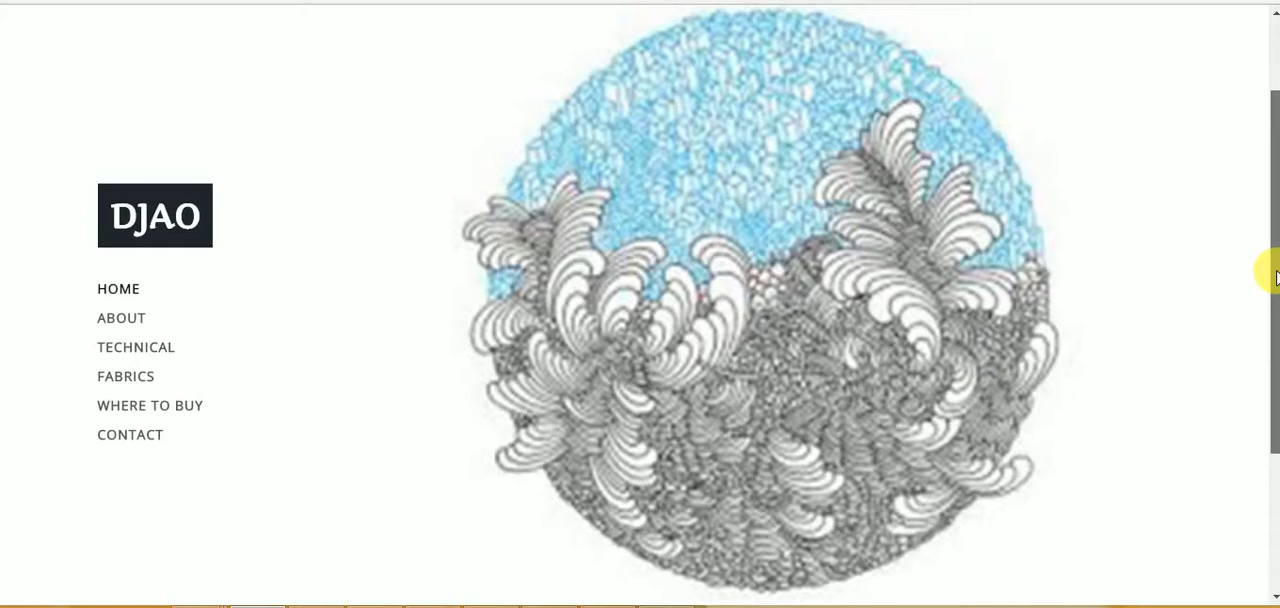 DJAO
HOME
ABOUT
TECHNICAL
FABRICS
WHERE TO BUY
CONTACT